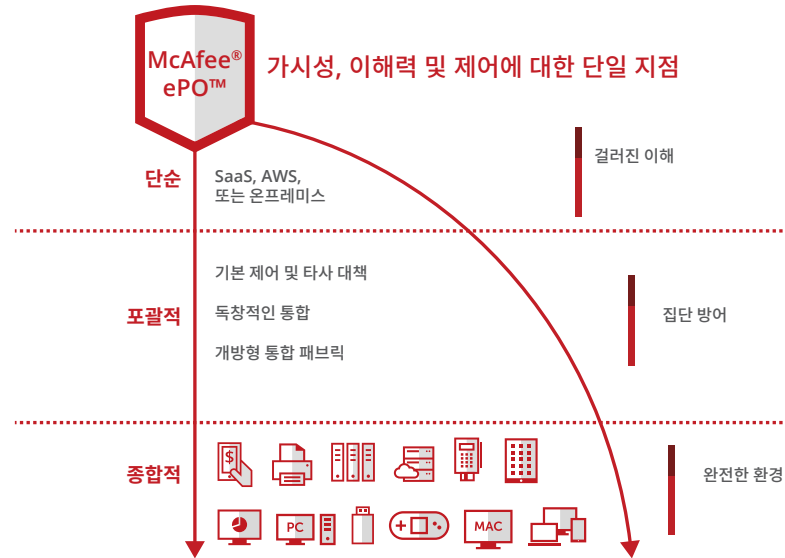 McAfee®
ePO™
가시성, 이해력 및 제어에 대한 단일 지점
단순
SaaS, AWS,
또는 온프레미스
걸러진 이해
포괄적
기본 제어 및 타사 대책
독창적인 통합
개방형 통합 패브릭
집단 방어
종합적
$
완전한 환경
PC
MAC